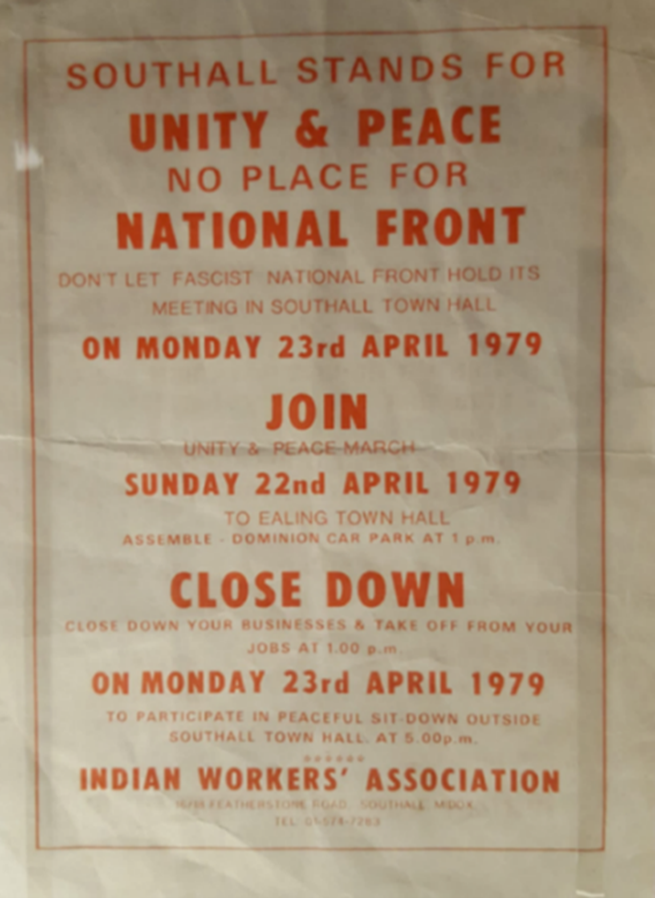 SOUTHALL STANDS FOR
UNITY & PEACE
NO PLACE FOR
NATIONAL FRONT
DON'T LET FASCIST NATIONAL FRONT HOLD ITS
MEETING IN SOUTHALL TOWN HALL
ON MONDAY 23rd APRIL 1979
JOIN
UNITY & PEACE MARCH
SUNDAY 22nd APRIL 1979
TO EALING TOWN HALL
ASSEMBLE - DOMINION CAR PARK AT 1 p.m.
CLOSE DOWN
CLOSE DOWN YOUR BUSINESSES & TAKE OFF FROM YOUR
JOBS AT 1.00 p.m.
ON MONDAY 23rd APRIL 1979
TO PARTICIPATE IN PEACEFUL SIT-DOWN OUTSIDE
SOUTHALL TOWN HALL. AT 5.00p.m.
******
INDIAN WORKERS' ASSOCIATION
FEATHERSTONE ROAD SOUTHALL MIDDX
TEL.